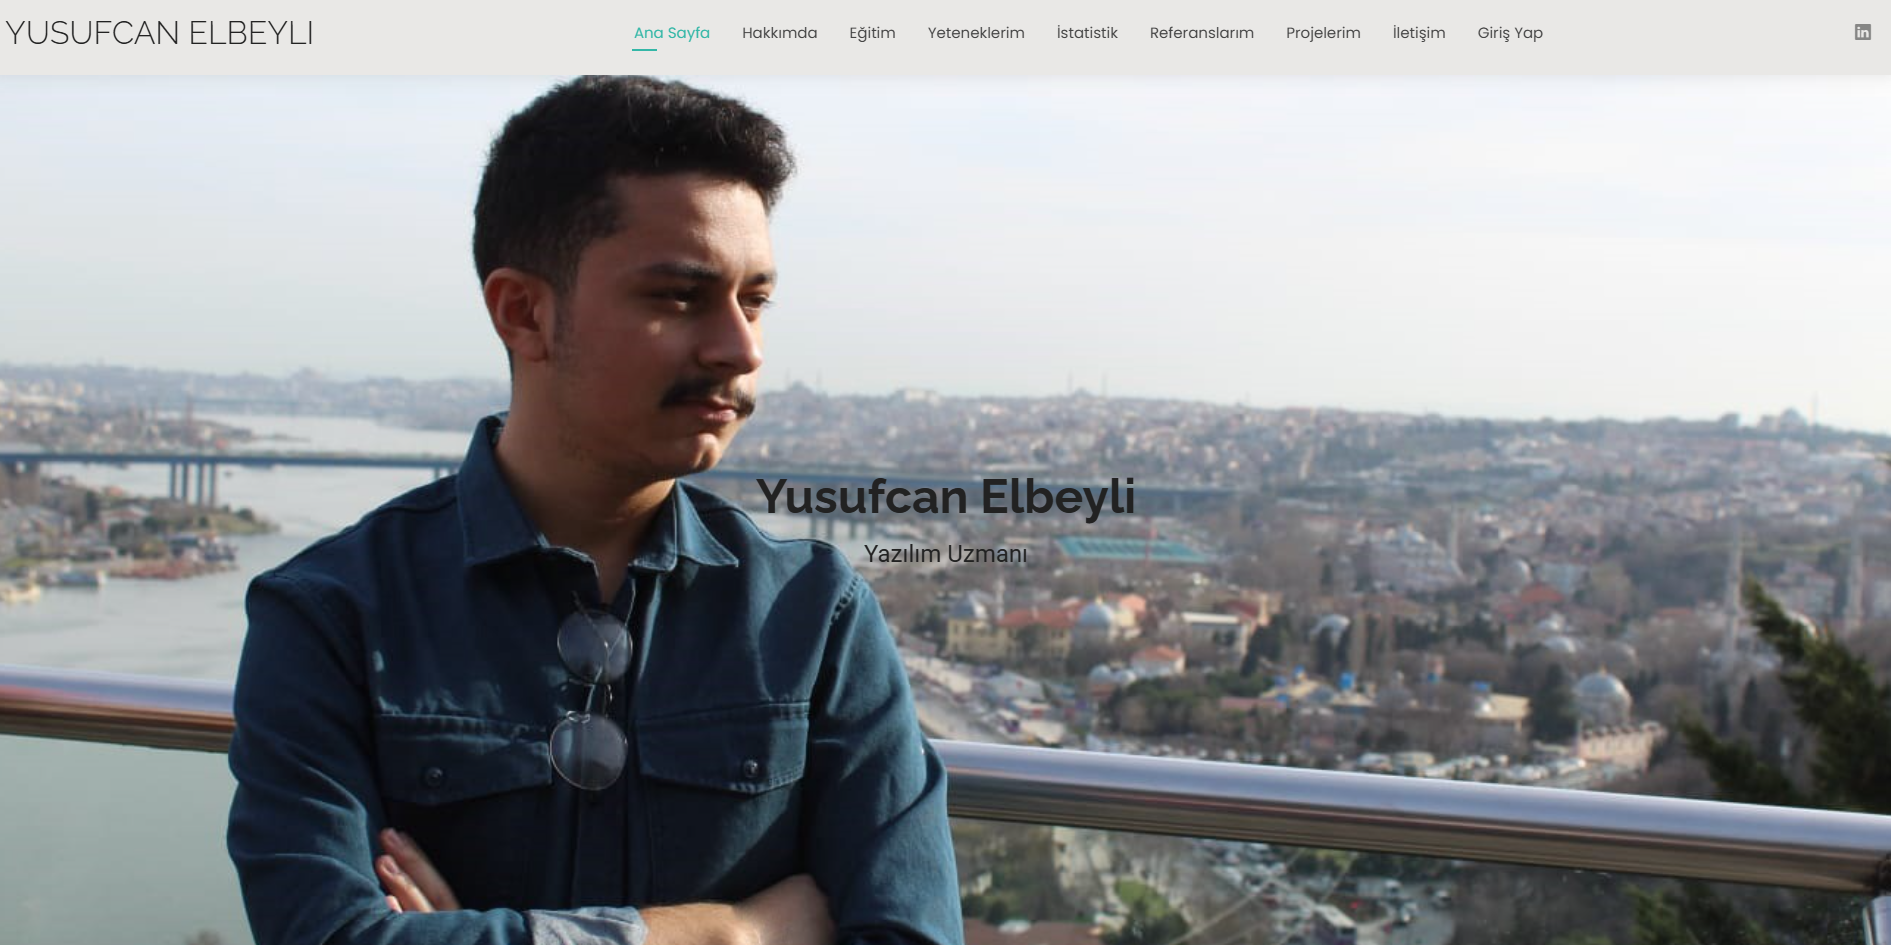 YUSUFCAN ELBEYLI
Ana Sayfa Hakkımda Eğitim Yeteneklerim İstatistik Referanslarım Projelerim İletişim Giriş Yap
in
Yusufcan Elbeyli
Yazılım Uzmanı